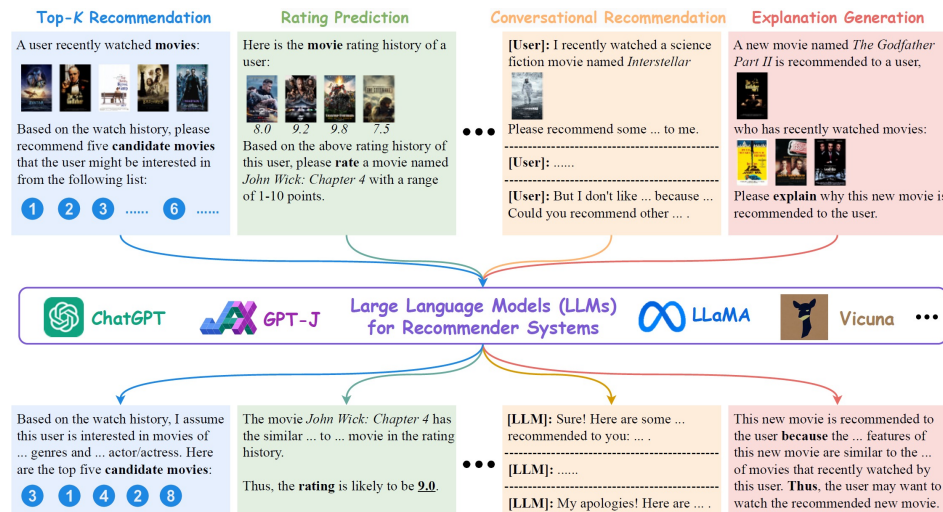 Top-K Recommendation
A user recently watched movies:
Based on the watch history, please
recommend five candidate movies
that the user might be interested in
from the following list:
1 2 3 ...... 6 ......
Rating Prediction
Here is the movie rating history of a
user:
8.0 9.2 9.8 7.5
Based on the above rating history of
this user, please rate a movie named
John Wick: Chapter 4 with a range
of 1-10 points.
Conversational Recommendation
[User]: I recently watched a science
fiction movie named Interstellar
Please recommend some ... to me.
[User]: ......
[User]: But I don't like ... because ...
Could you recommend other ... .
Explanation Generation
A new movie named The Godfather
Part II is recommended to a user,
who has recently watched movies:
Please explain why this new movie is
recommended to the user.
ChatGPT
JAX
GPT-J
Large Language Models (LLMs)
for Recommender Systems
LLaMA
Vicuna
Based on the watch history, I assume
this user is interested in movies of
... genres and ... actor/actress. Here
are the top five candidate movies:
3 1 4 2 8
The movie John Wick: Chapter 4 has
the similar ... to ... movie in the rating
history.
Thus, the rating is likely to be 9.0.
[LLM]: Sure! Here are some ...
recommended to you: ... .
[LLM]: ......
[LLM]: My apologies! Here are ... .
This new movie is recommended to
the user because the ... features of
this new movie are similar to the ...
of movies that recently watched by
this user. Thus, the user may want to
watch the recommended new movie.